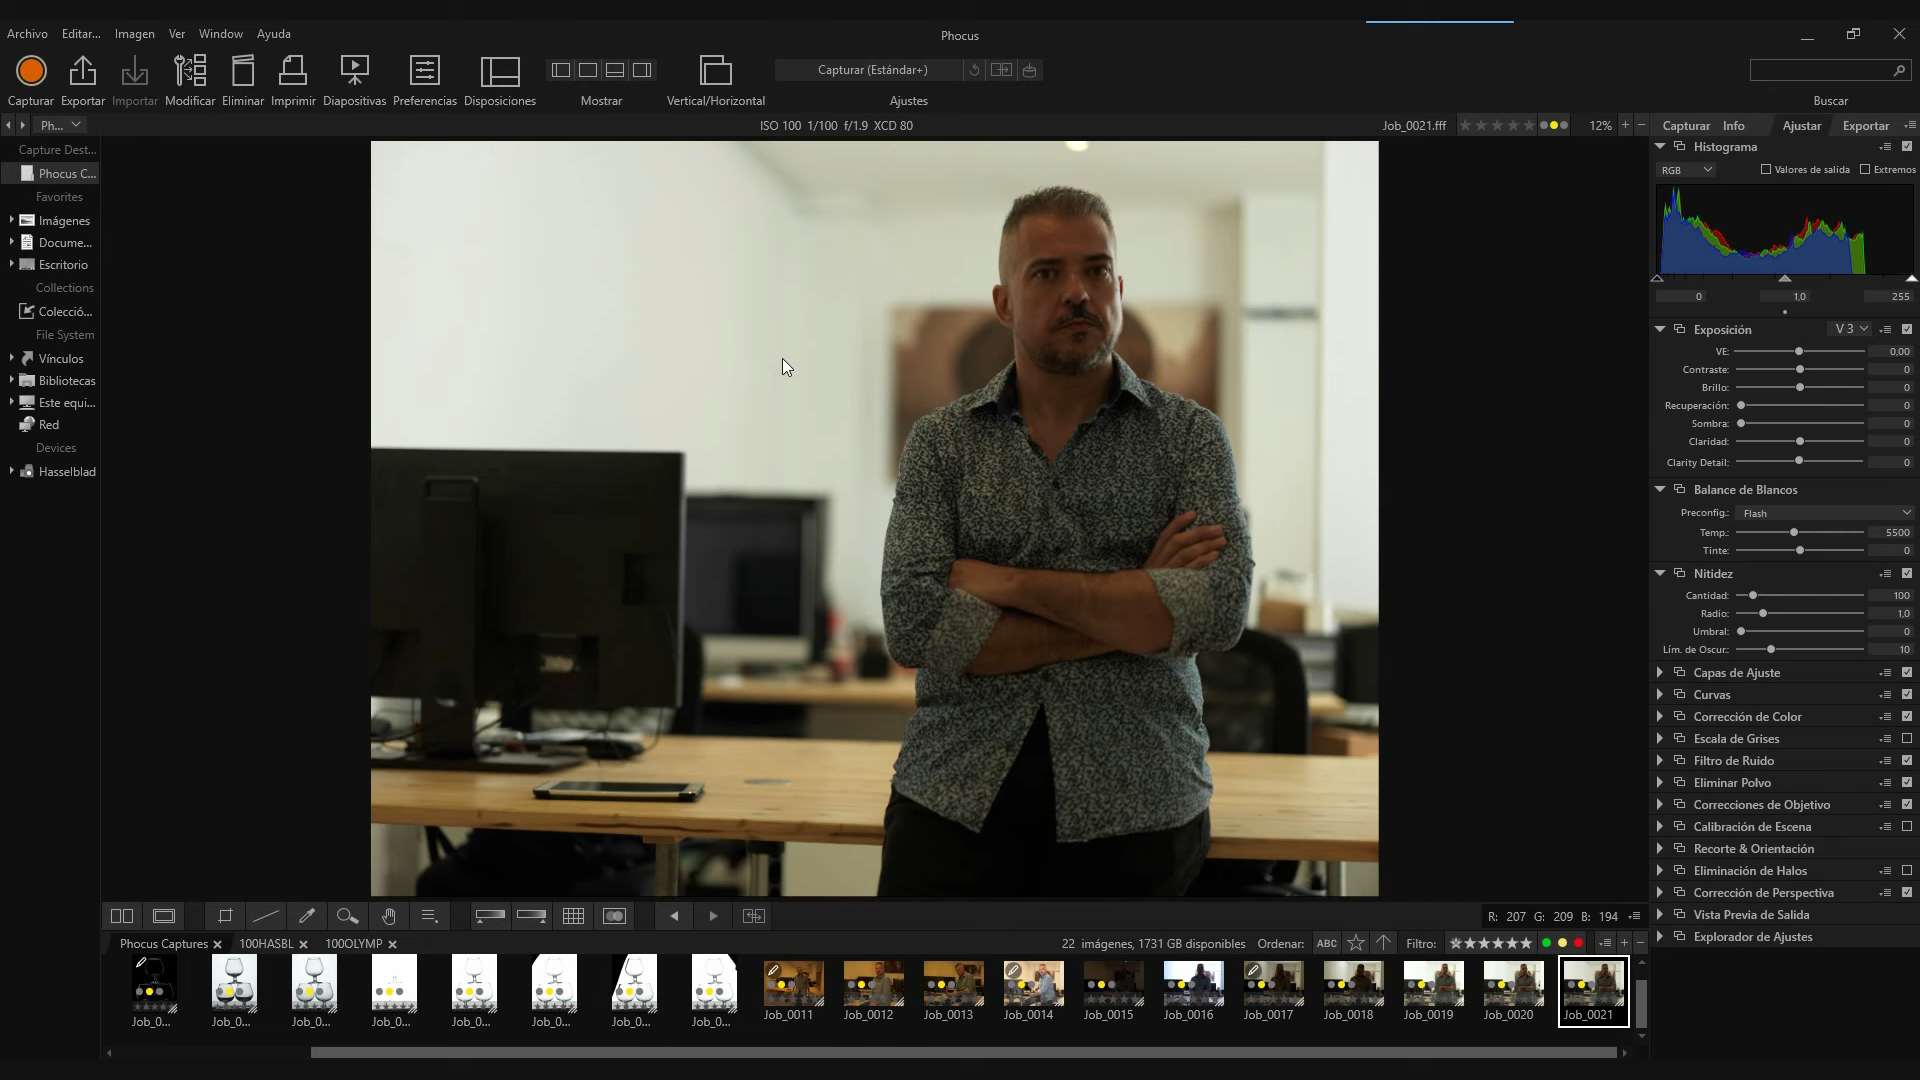 Archivo Editar... Imagen Ver Window Ayuda
Phocus
Capturar Exportar Importar Modificar Eliminar Imprimir Diapositivas Preferencias Disposiciones Mostrar Vertical/Horizontal
Capturar (Estándar+)
Ajustes
Buscar
Ph...
ISO 100 1/100 f/1.9 XCD 80
Job_0021.fff
12% + −
Capturar Info Ajustar Exportar
Capture Dest...
Phocus C...
Favorites
Imágenes
Docume...
Escritorio
Collections
Colecció...
File System
Vínculos
Bibliotecas
Este equi...
Red
Devices
Hasselblad
Histograma
RGB
Valores de salida
Extremos
0 1,0 255
Exposición V 3
VE: 0,00
Contraste: 0
Brillo: 0
Recuperación: 0
Sombra: 0
Claridad: 0
Clarity Detail: 0
Balance de Blancos
Preconfig.: Flash
Temp.: 5500
Tinte: 0
Nitidez
Cantidad: 100
Radio: 1,0
Umbral: 0
Lím. de Oscur.: 10
Capas de Ajuste
Curvas
Corrección de Color
Escala de Grises
Filtro de Ruido
Eliminar Polvo
Correcciones de Objetivo
Calibración de Escena
Recorte & Orientación
Eliminación de Halos
Corrección de Perspectiva
Vista Previa de Salida
Explorador de Ajustes
R: 207 G: 209 B: 194
Phocus Captures 100HASBL 100OLYMP
22 imágenes, 1731 GB disponibles Ordenar: ABC Filtro: + −
Job_0... Job_0... Job_0... Job_0... Job_0... Job_0... Job_0... Job_0... Job_0011 Job_0012 Job_0013 Job_0014 Job_0015 Job_0016 Job_0017 Job_0018 Job_0019 Job_0020 Job_0021